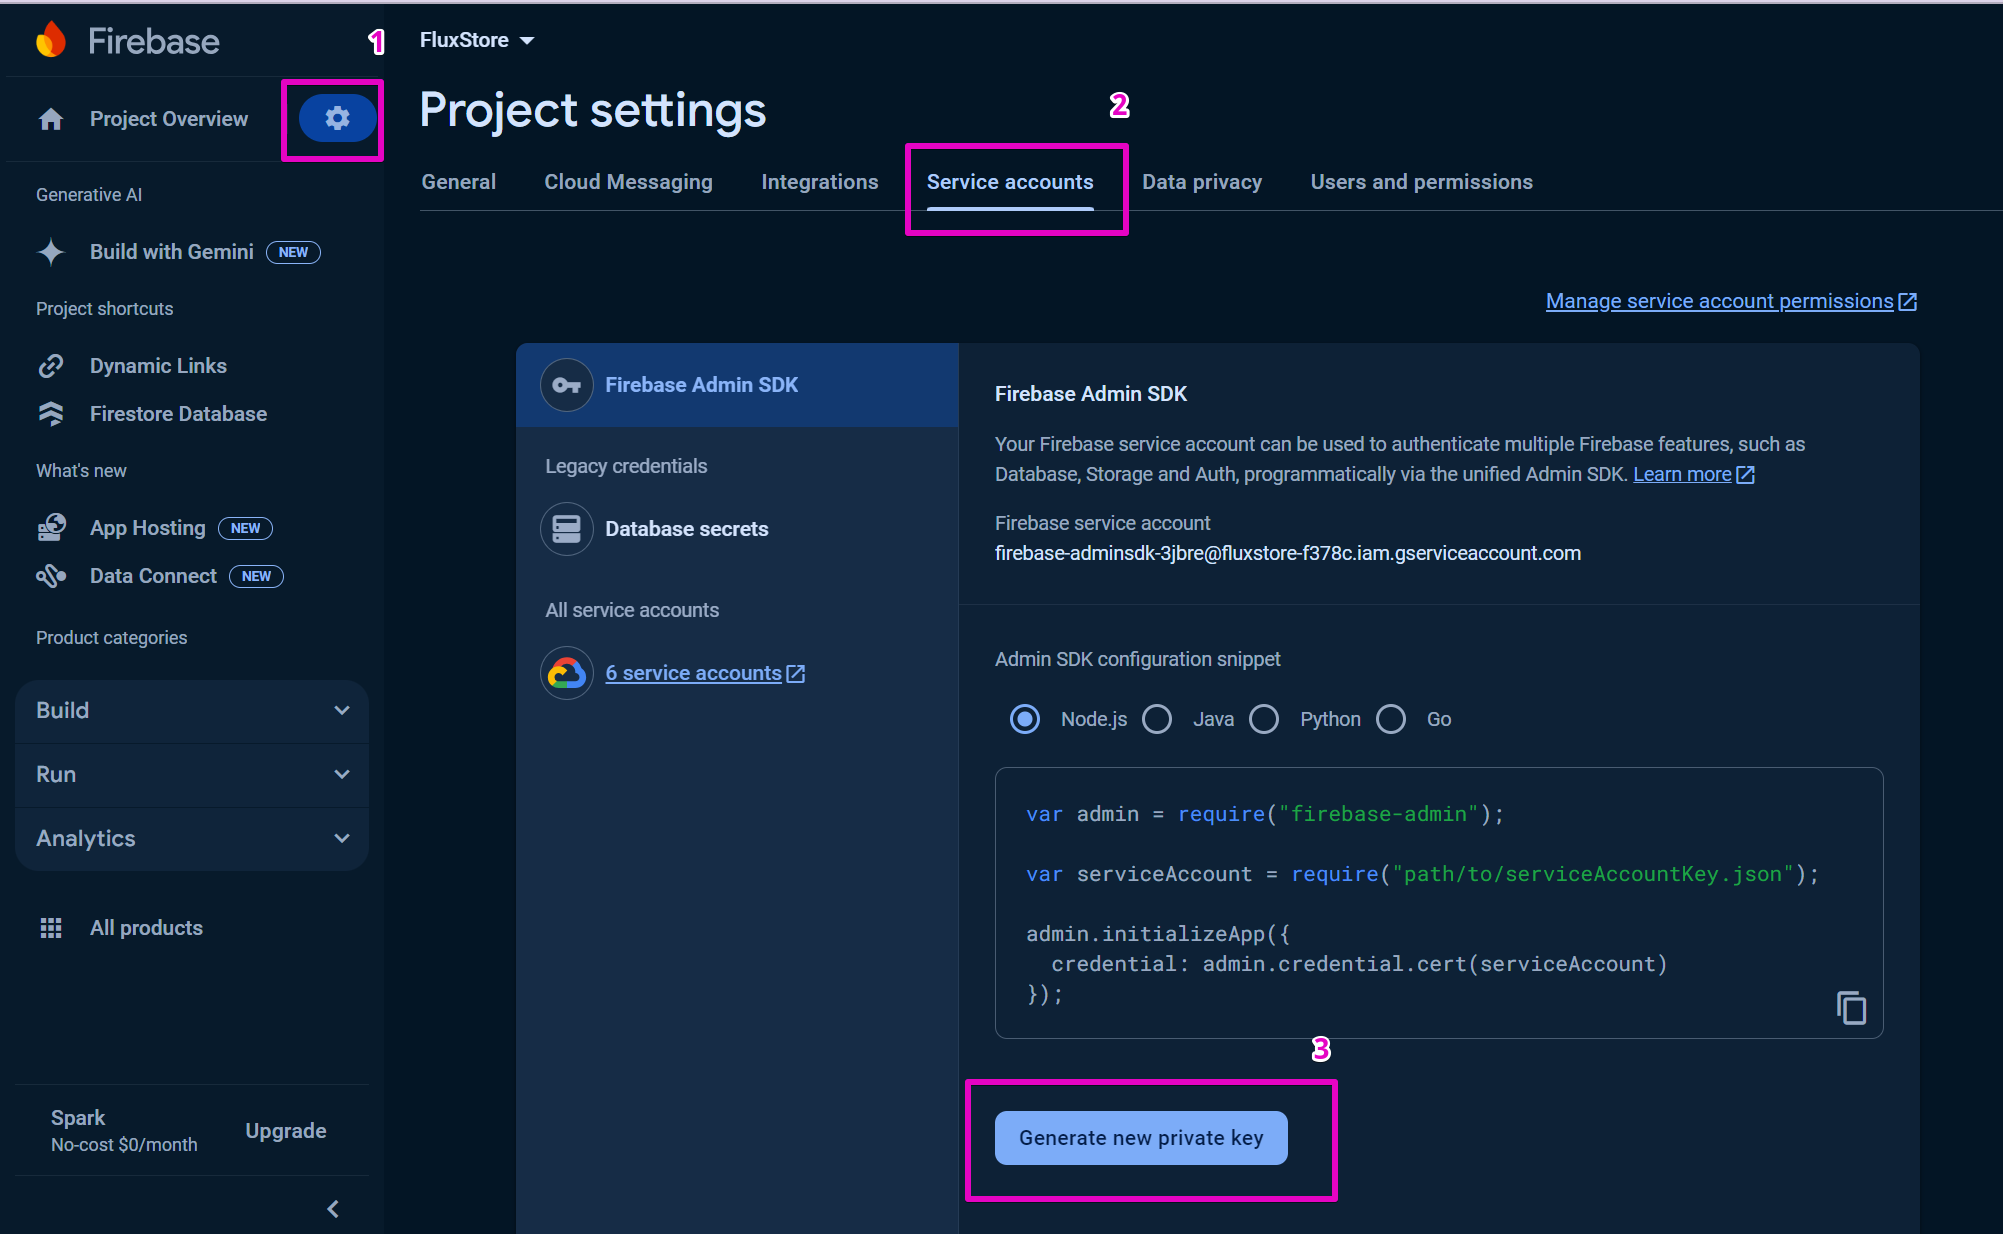 Firebase
1
FluxStore
Project Overview
Project settings
2
General
Cloud Messaging
Integrations
Service accounts
Data privacy
Users and permissions
Generative AI
Build with Gemini NEW
Project shortcuts
Dynamic Links
Firestore Database
What's new
App Hosting NEW
Data Connect NEW
Product categories
Build
Run
Analytics
All products
Spark
No-cost $0/month
Upgrade
Manage service account permissions
Firebase Admin SDK
Legacy credentials
Database secrets
All service accounts
6 service accounts
Firebase Admin SDK
Your Firebase service account can be used to authenticate multiple Firebase features, such as
Database, Storage and Auth, programmatically via the unified Admin SDK. Learn more
Firebase service account
firebase-adminsdk-3jbre@fluxstore-f378c.iam.gserviceaccount.com
Admin SDK configuration snippet
Node.js Java Python Go
var admin = require("firebase-admin");
var serviceAccount = require("path/to/serviceAccountKey.json");
admin.initializeApp({
credential: admin.credential.cert(serviceAccount)
});
3
Generate new private key